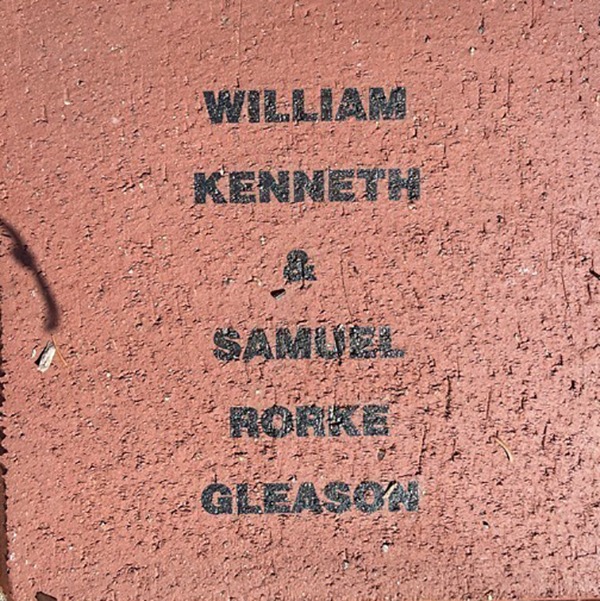 WILLIAM
KENNETH
&
SAMUEL
RORKE
GLEASON